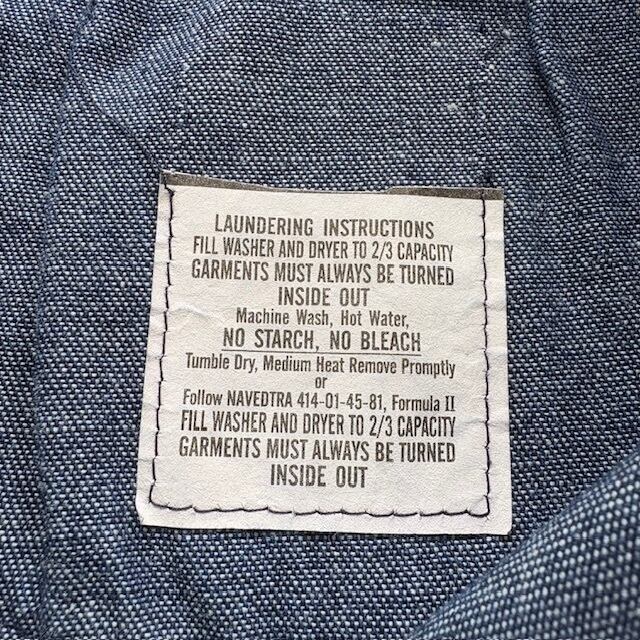 LAUNDERING INSTRUCTIONS
FILL WASHER AND DRYER TO 2/3 CAPACITY
GARMENTS MUST ALWAYS BE TURNED
INSIDE OUT
Machine Wash, Hot Water,
NO STARCH, NO BLEACH
Tumble Dry, Medium Heat Remove Promptly
or
Follow NAVEDTRA 414-01-45-81, Formula II
FILL WASHER AND DRYER TO 2/3 CAPACITY
GARMENTS MUST ALWAYS BE TURNED
INSIDE OUT